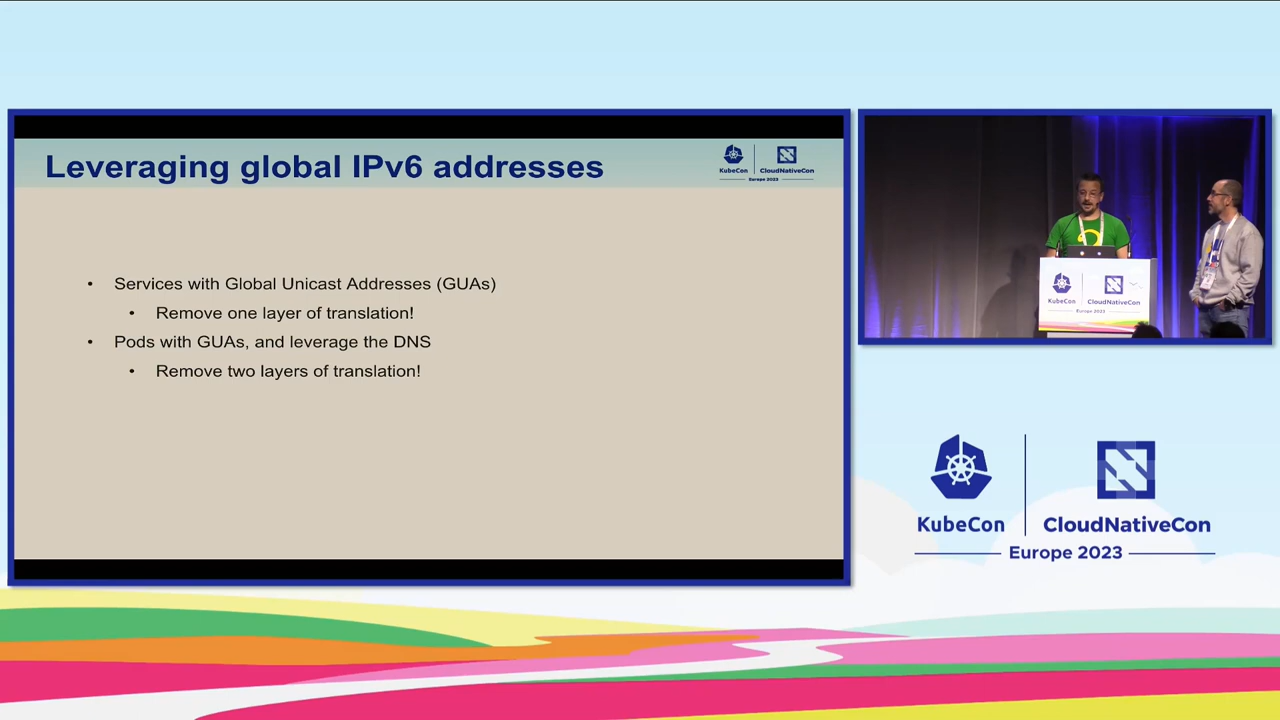 Leveraging global IPv6 addresses
KubeCon
CloudNativeCon
Europe 2023
• Services with Global Unicast Addresses (GUAs)
• Remove one layer of translation!
• Pods with GUAs, and leverage the DNS
• Remove two layers of translation!
KubeCon
CloudNativeCon
Europe 2023
KubeCon
CloudNativeCon
Europe 2023